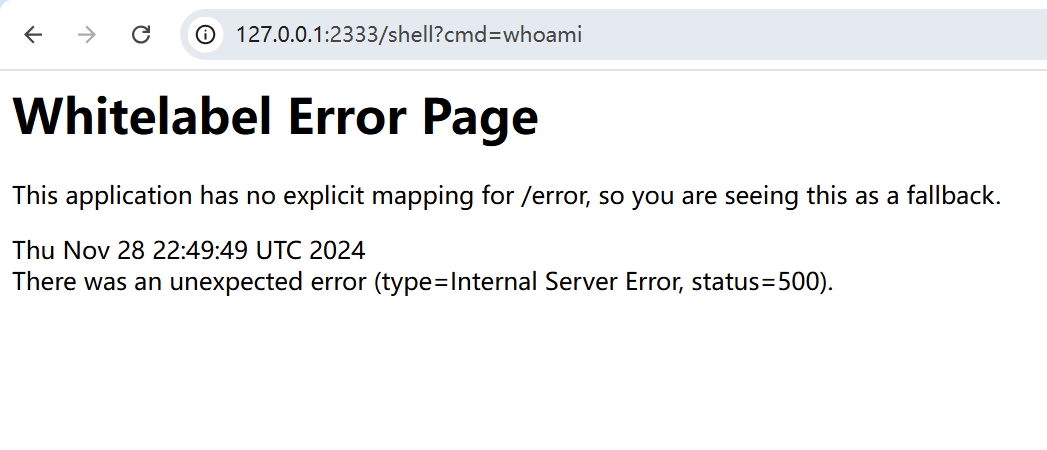 127.0.0.1:2333/shell?cmd=whoami
Whitelabel Error Page
This application has no explicit mapping for /error, so you are seeing this as a fallback.
Thu Nov 28 22:49:49 UTC 2024
There was an unexpected error (type=Internal Server Error, status=500).